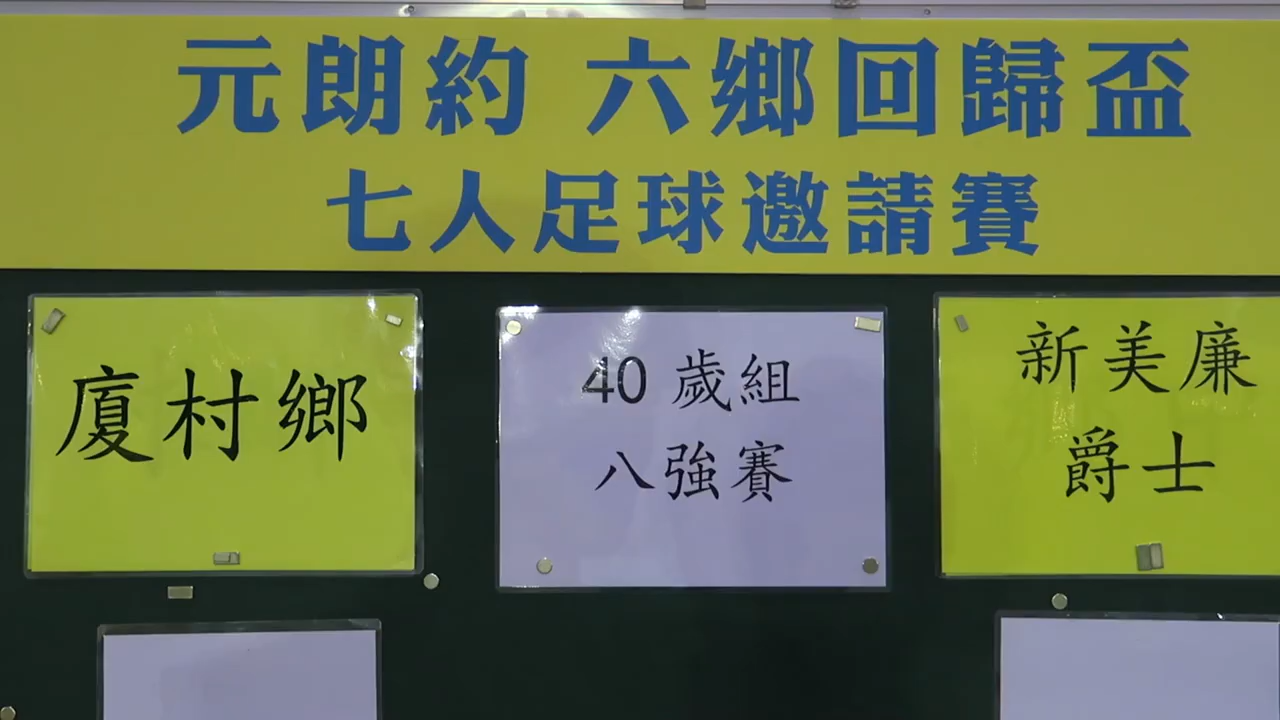 元朗約 六鄉回歸盃
七人足球邀請賽
廈村鄉
40 歲組
八強賽
新美廉
爵士